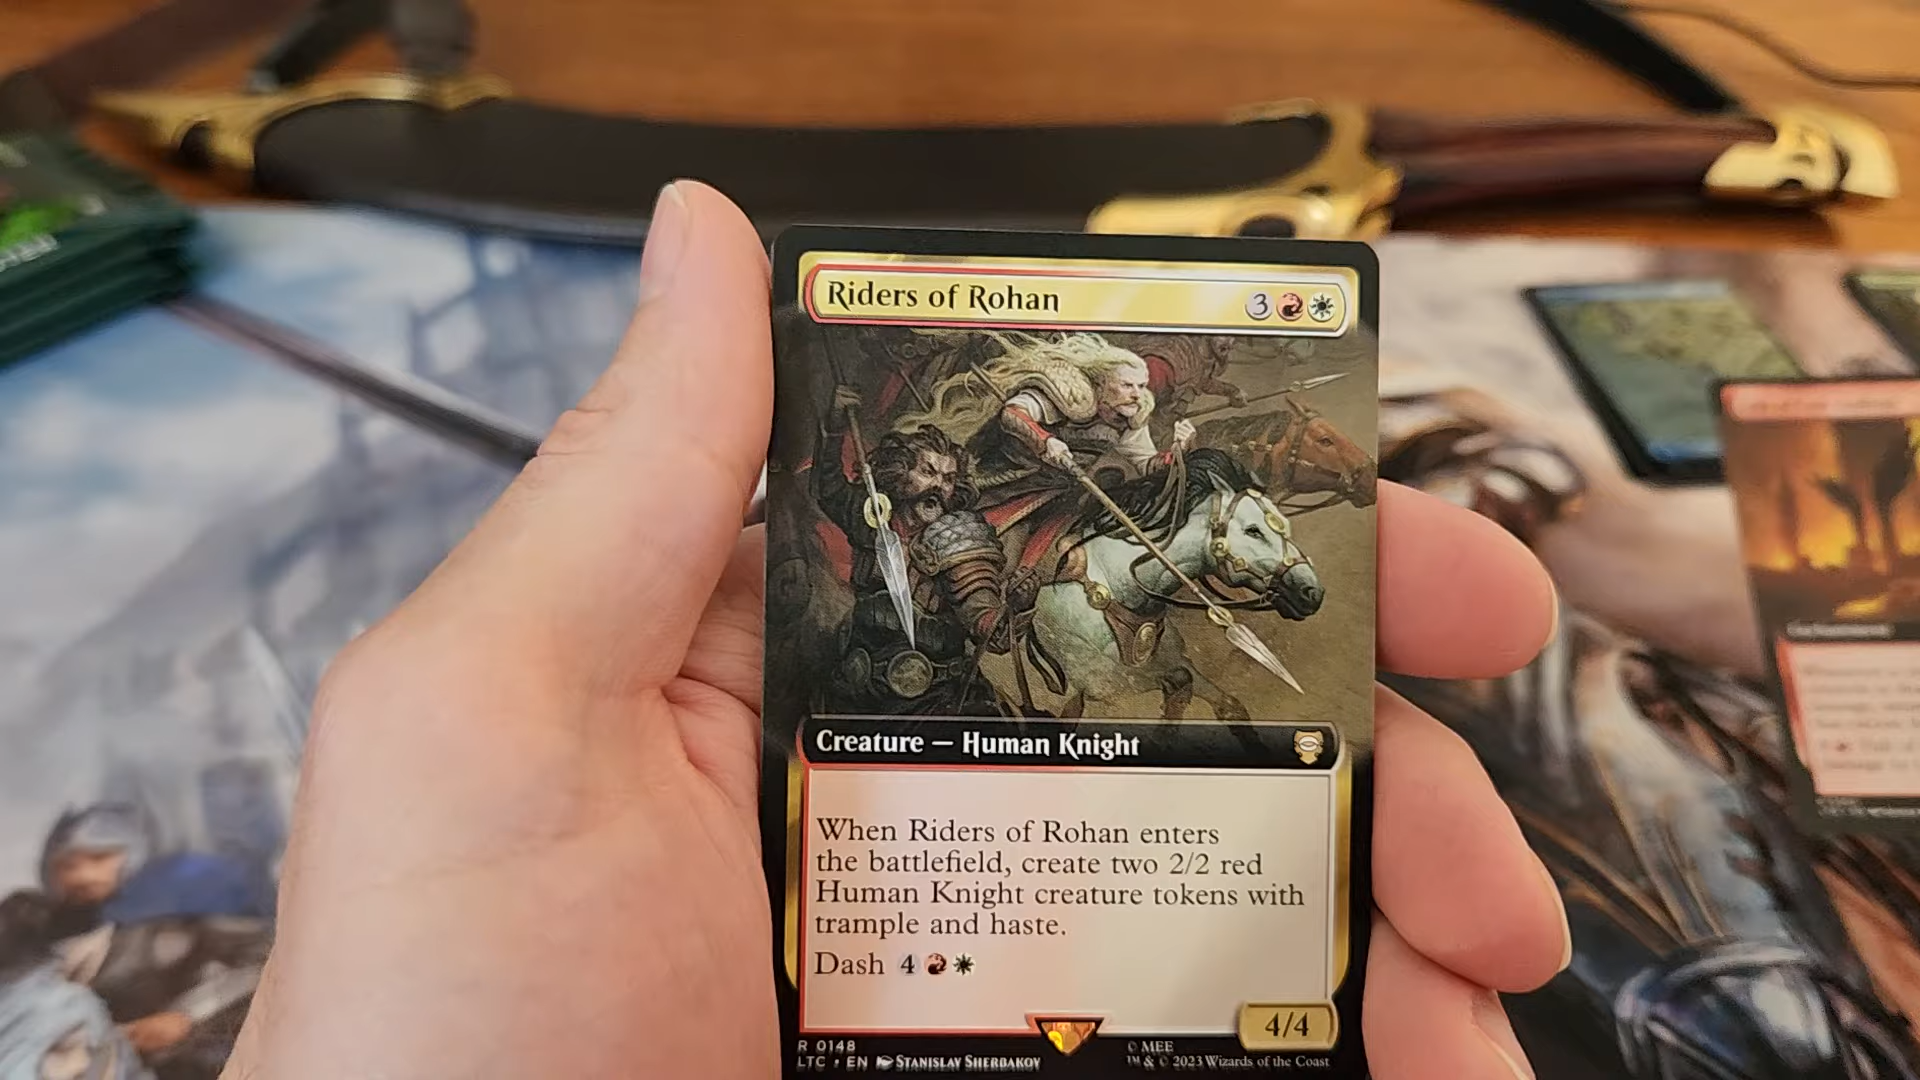 Riders of Rohan
3
Creature — Human Knight
When Riders of Rohan enters
the battlefield, create two 2/2 red
Human Knight creature tokens with
trample and haste.
Dash 4
4/4
R 0148
LTC • EN STANISLAV SHERBAKOV
© MEE
™ & © 2023 Wizards of the Coast